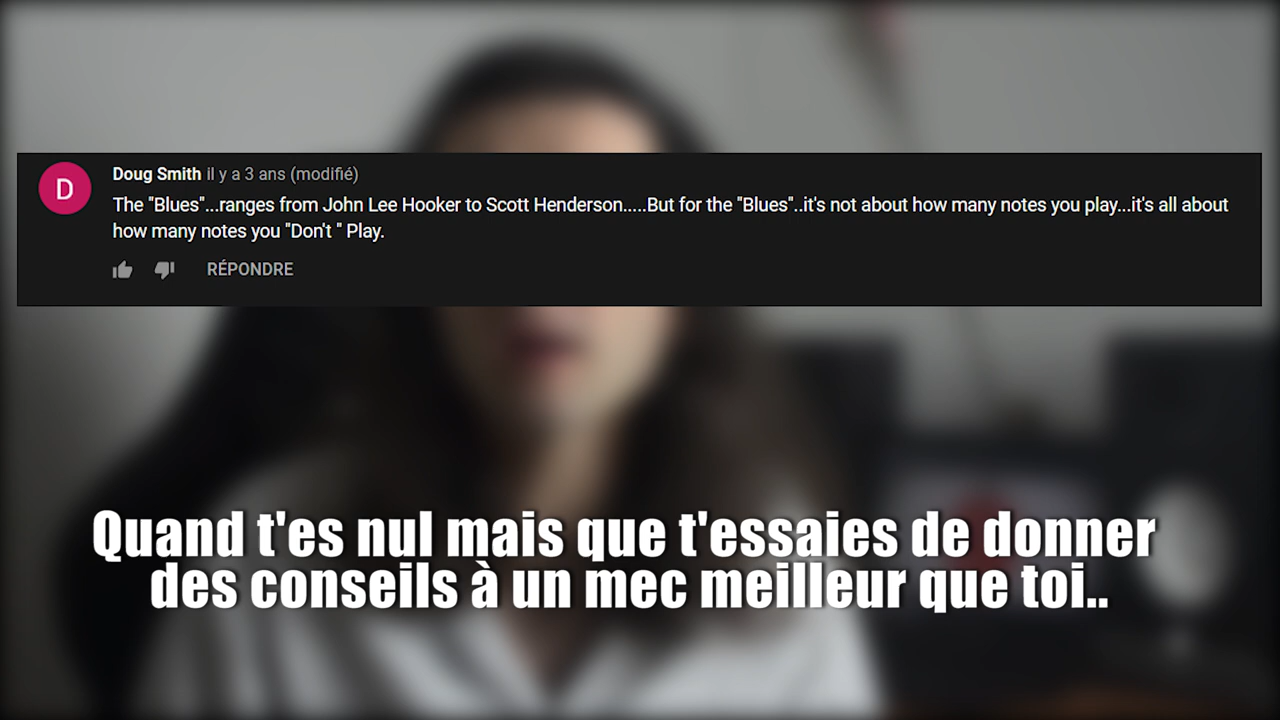 D
Doug Smith il y a 3 ans (modifié)
The "Blues"...ranges from John Lee Hooker to Scott Henderson.....But for the "Blues"..it's not about how many notes you play...it's all about
how many notes you "Don't " Play.
RÉPONDRE
Quand t'es nul mais que t'essaies de donner
des conseils à un mec meilleur que toi..